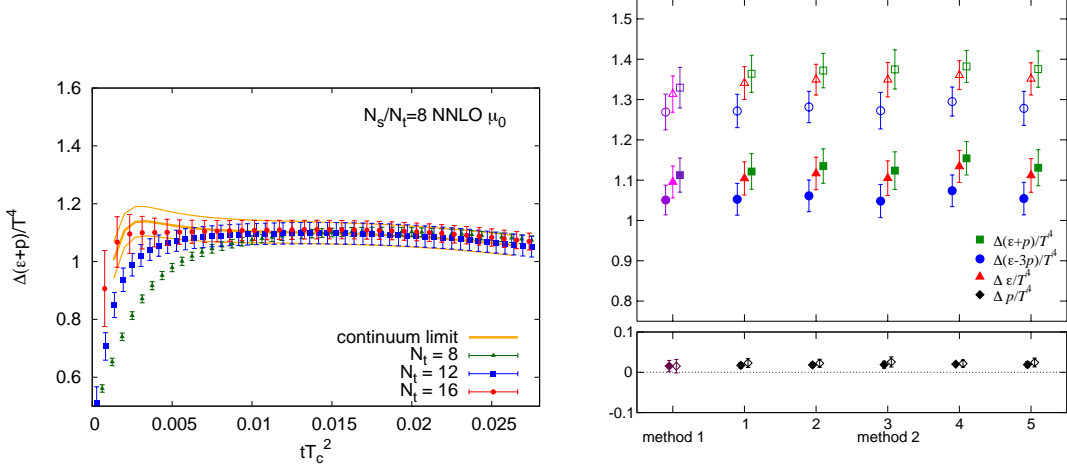 1.6
1.4
1.2
1
0.8
0.6
Δ(ε+p)/T⁴
N_s/N_t=8 NNLO μ₀
continuum limit
N_t = 8
N_t = 12
N_t = 16
0 0.005 0.01 0.015 0.02 0.025
tT_c²
1.5
1.4
1.3
1.2
1.1
1
0.9
0.8
Δ(ε+p)/T⁴
Δ(ε-3p)/T⁴
Δ ε/T⁴
Δ p/T⁴
0.1
0
-0.1
1 2 3 4 5
method 1 method 2